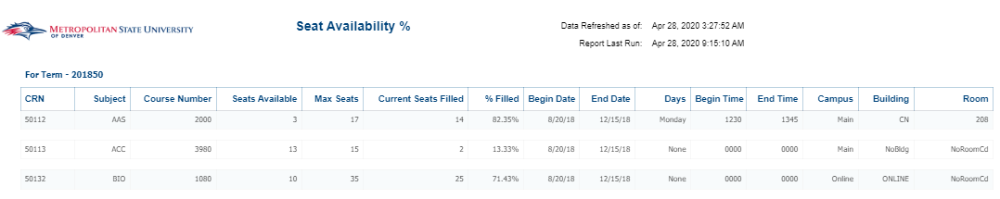 METROPOLITAN STATE UNIVERSITY
OF DENVER
Seat Availability %
Data Refreshed as of: Apr 28, 2020 3:27:52 AM
Report Last Run: Apr 28, 2020 9:15:10 AM
For Term - 201850
CRN Subject Course Number Seats Available Max Seats Current Seats Filled % Filled Begin Date End Date Days Begin Time End Time Campus Building Room
50112 AAS 2000 3 17 14 82.35% 8/20/18 12/15/18 Monday 1230 1345 Main CN 208
50113 ACC 3980 13 15 2 13.33% 8/20/18 12/15/18 None 0000 0000 Main NoBldg NoRoomCd
50132 BIO 1080 10 35 25 71.43% 8/20/18 12/15/18 None 0000 0000 Online ONLINE NoRoomCd